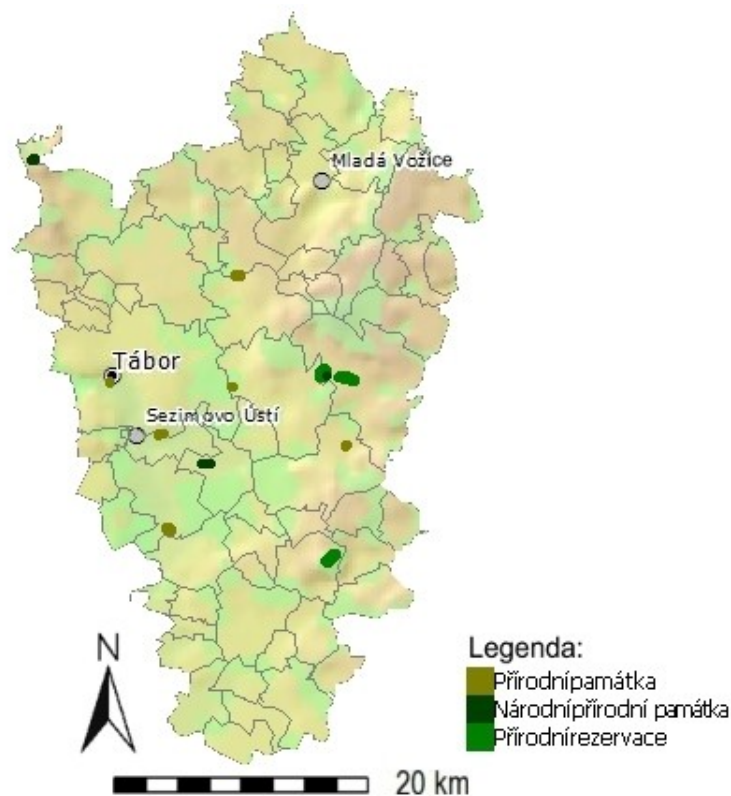 Mladá Vožice
Tábor
Sezimovo Ústí
N
Legenda:
Přírodnípamátka
Národnípřírodní památka
Přírodnírezervace
20 km